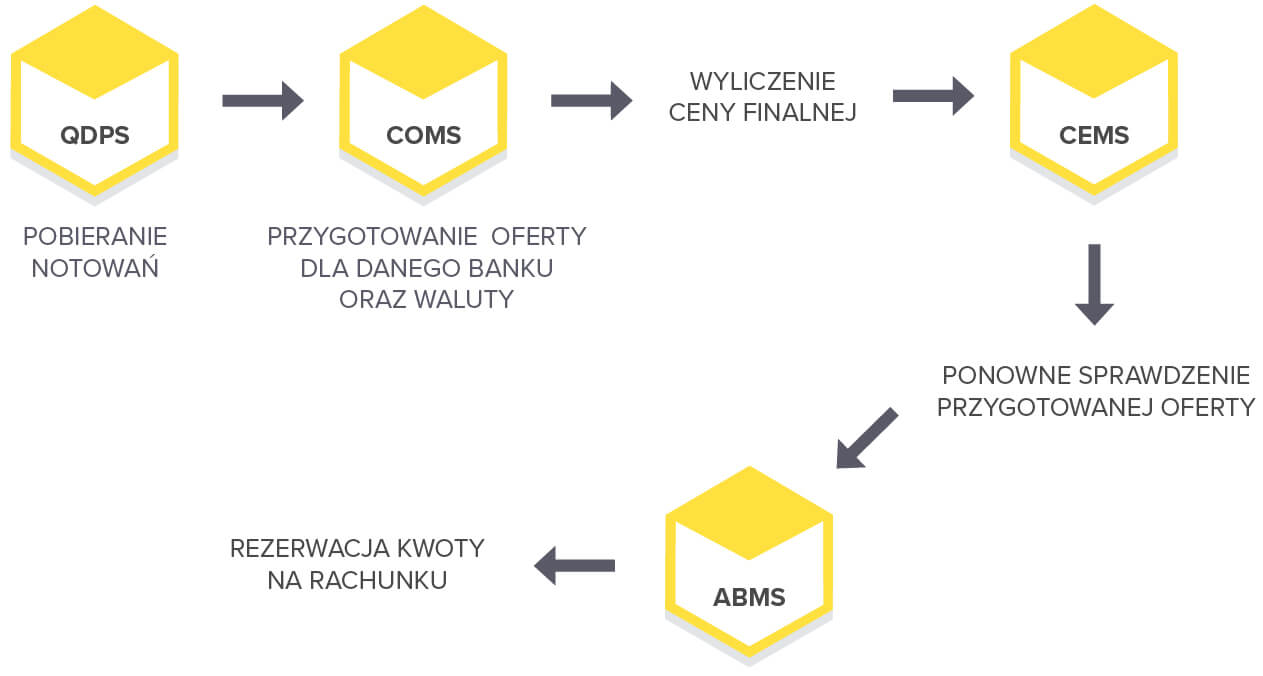 QDPS
POBIERANIE
NOTOWAŃ
COMS
PRZYGOTOWANIE OFERTY
DLA DANEGO BANKU
ORAZ WALUTY
WYLICZENIE
CENY FINALNEJ
CEMS
PONOWNE SPRAWDZENIE
PRZYGOTOWANEJ OFERTY
ABMS
REZERWACJA KWOTY
NA RACHUNKU